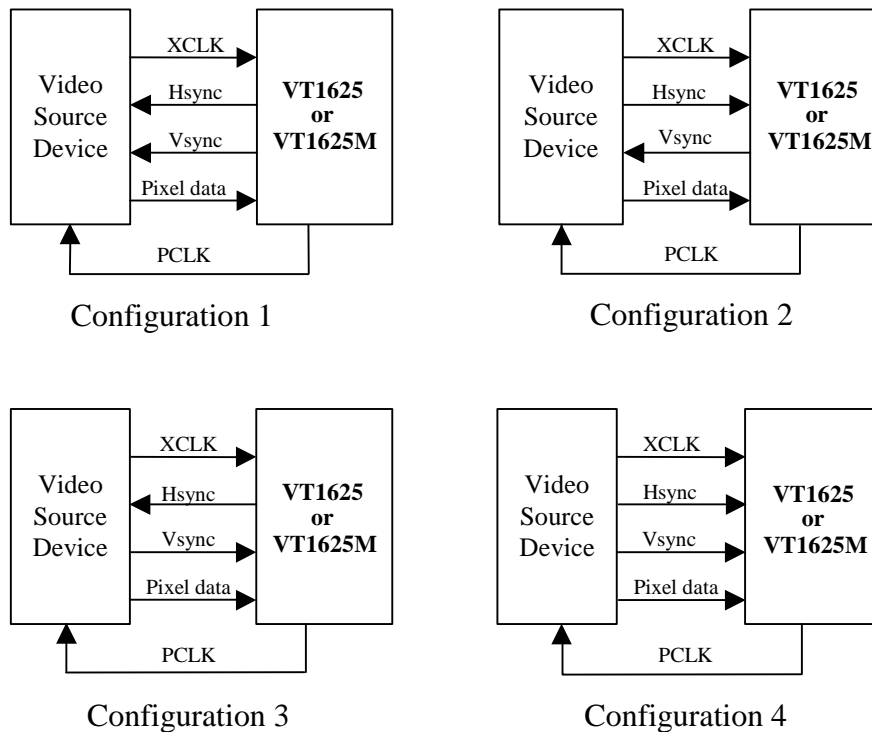 XCLK
Video
Source
Device
Hsync
Vsync
Pixel data
VT1625
or
VT1625M
PCLK
Configuration 1
XCLK
Video
Source
Device
Hsync
Vsync
Pixel data
VT1625
or
VT1625M
PCLK
Configuration 2
XCLK
Video
Source
Device
Hsync
Vsync
Pixel data
VT1625
or
VT1625M
PCLK
Configuration 3
XCLK
Video
Source
Device
Hsync
Vsync
Pixel data
VT1625
or
VT1625M
PCLK
Configuration 4